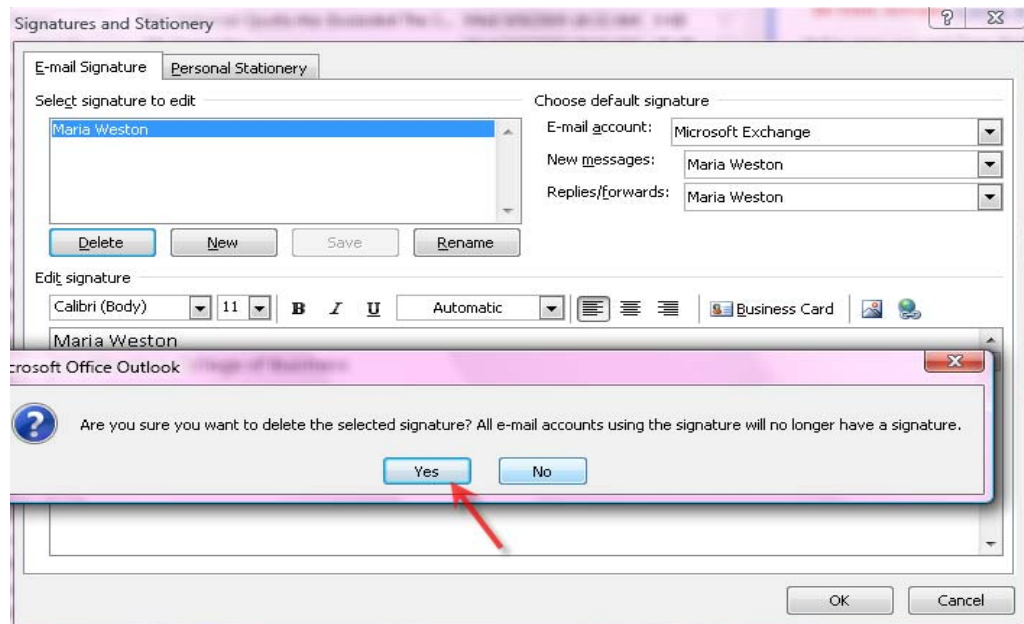 Signatures and Stationery
E-mail Signature Personal Stationery
Select signature to edit Choose default signature
Maria Weston
E-mail account: Microsoft Exchange
New messages: Maria Weston
Replies/forwards: Maria Weston
Delete New Save Rename
Edit signature
Calibri (Body) 11 B I U Automatic Business Card
Maria Weston
crosoft Office Outlook
Are you sure you want to delete the selected signature? All e-mail accounts using the signature will no longer have a signature.
Yes No
OK Cancel